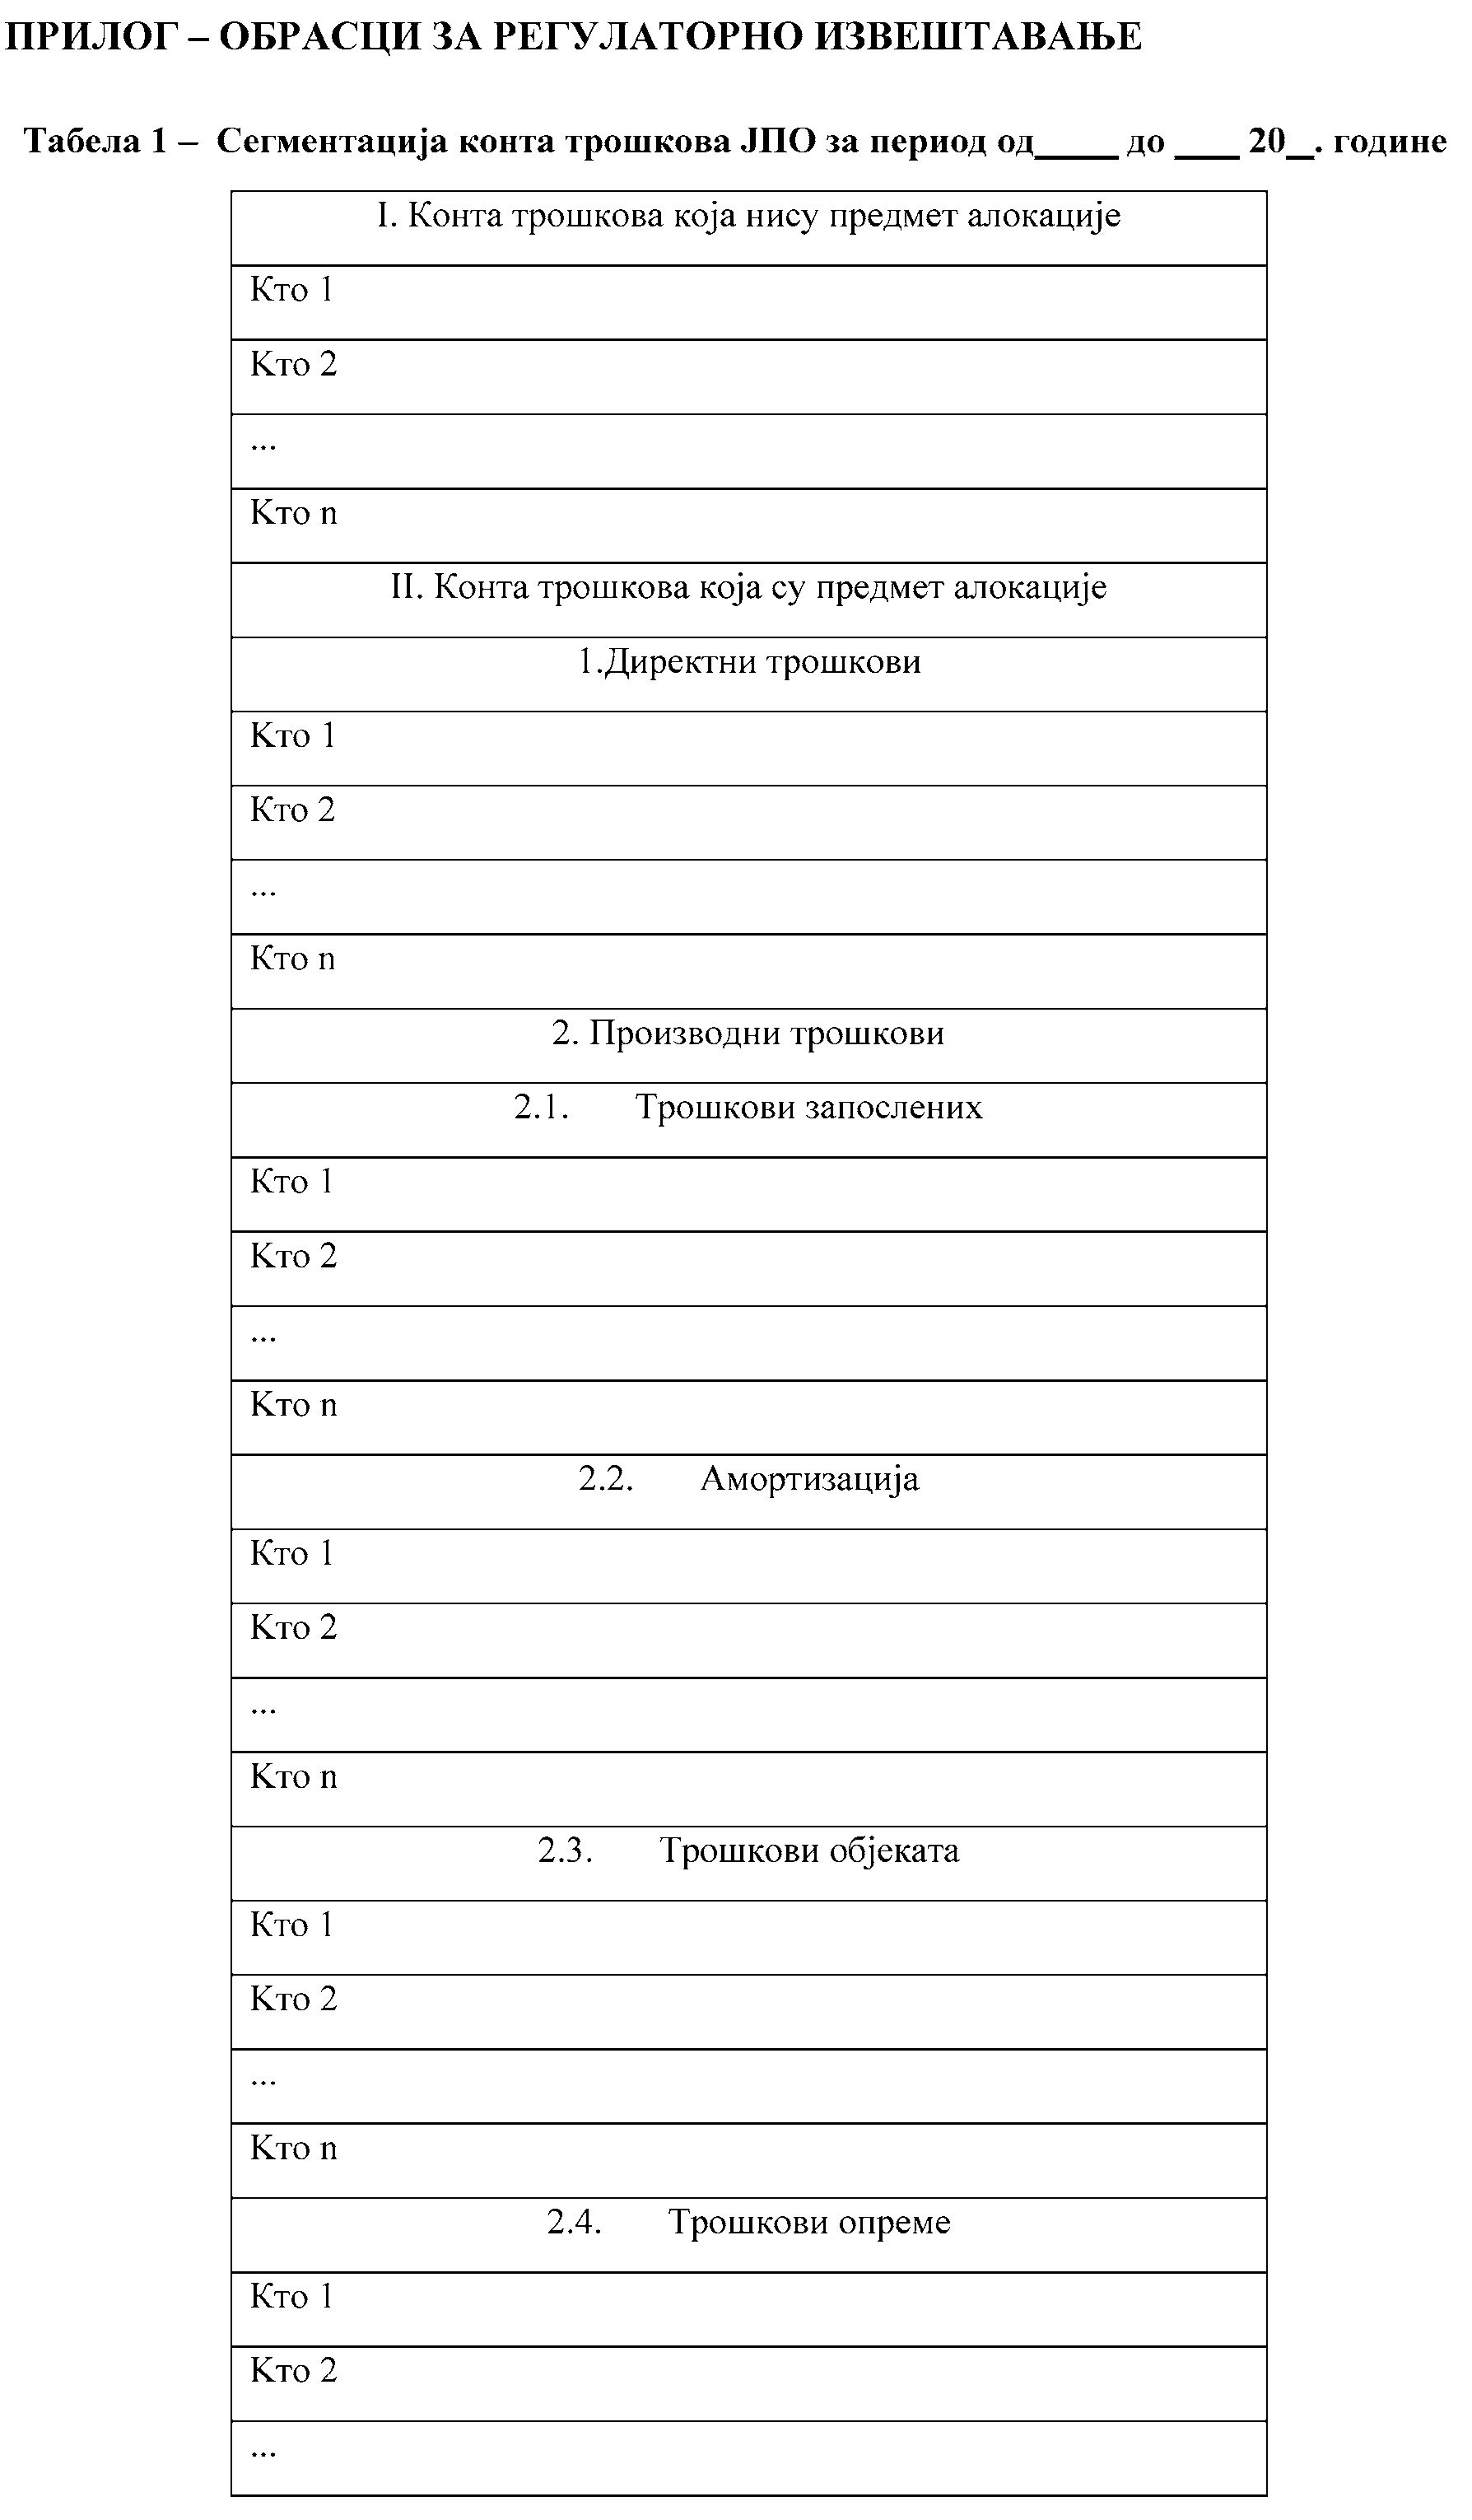 ПРИЛОГ – ОБРАСЦИ ЗА РЕГУЛАТОРНО ИЗВЕШТАВАЊЕ
Табела 1 – Сегментација конта трошкова ЈПО за период од_____ до ____ 20__. године
I. Конта трошкова која нису предмет алокације
Кто 1
Кто 2
...
Кто n
II. Конта трошкова која су предмет алокације
1.Директни трошкови
Кто 1
Кто 2
...
Кто n
2. Производни трошкови
2.1. Трошкови запослених
Кто 1
Кто 2
...
Кто n
2.2. Амортизација
Кто 1
Кто 2
...
Кто n
2.3. Трошкови објеката
Кто 1
Кто 2
...
Кто n
2.4. Трошкови опреме
Кто 1
Кто 2
...